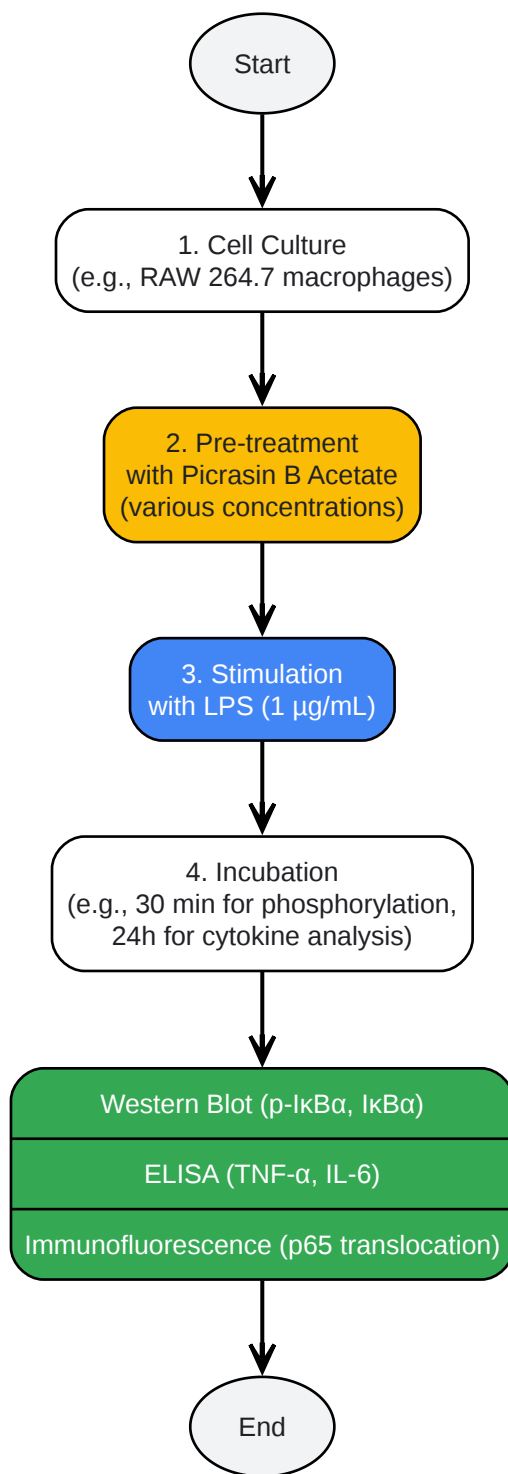 Start
1. Cell Culture
(e.g., RAW 264.7 macrophages)
2. Pre-treatment
with Picrasin B Acetate
(various concentrations)
3. Stimulation
with LPS (1 µg/mL)
4. Incubation
(e.g., 30 min for phosphorylation,
24h for cytokine analysis)
Western Blot (p-IκBα, IκBα)
ELISA (TNF-α, IL-6)
Immunofluorescence (p65 translocation)
End